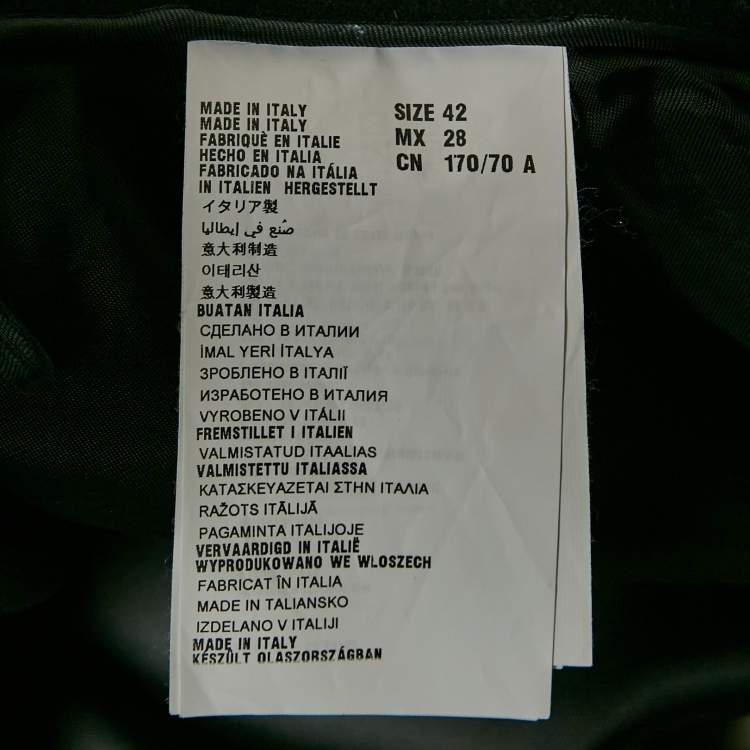 MADE IN ITALY
MADE IN ITALY
FABRIQUÈ EN ITALIE
HECHO EN ITALIA
FABRICADO NA ITÁLIA
IN ITALIEN HERGESTELLT
イタリア製
صُنع في إيطاليا
意大利制造
이태리산
意大利製造
BUATAN ITALIA
СДЕЛАНО В ИТАЛИИ
İMAL YERİ İTALYA
ЗРОБЛЕНО В ІТАЛІЇ
ИЗРАБОТЕНО В ИТАЛИЯ
VYROBENO V ITÁLII
FREMSTILLET I ITALIEN
VALMISTATUD ITAALIAS
VALMISTETTU ITALIASSA
ΚΑΤΑΣΚΕΥΑΖΕΤΑΙ ΣΤΗΝ ΙΤΑΛΙΑ
RAŽOTS ITĀLIJĀ
PAGAMINTA ITALIJOJE
VERVAARDIGD IN ITALIË
WYPRODUKOWANO WE WLOSZECH
FABRICAT ÎN ITALIA
MADE IN TALIANSKO
IZDELANO V ITALIJI
MADE IN ITALY
KÉSZÜLT OLASZORSZÁGBAN
SIZE 42
MX 28
CN 170/70 A